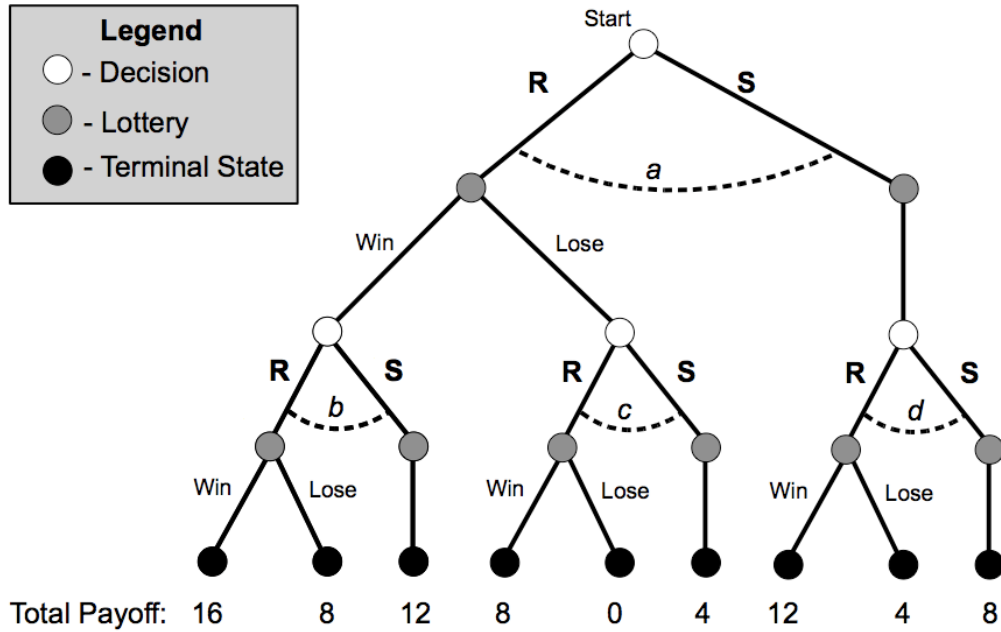 Legend
- Decision
- Lottery
- Terminal State
Start
R
S
a
Win
Lose
R
S
b
R
S
c
R
S
d
Win
Lose
Win
Lose
Win
Lose
Total Payoff: 16 8 12 8 0 4 12 4 8